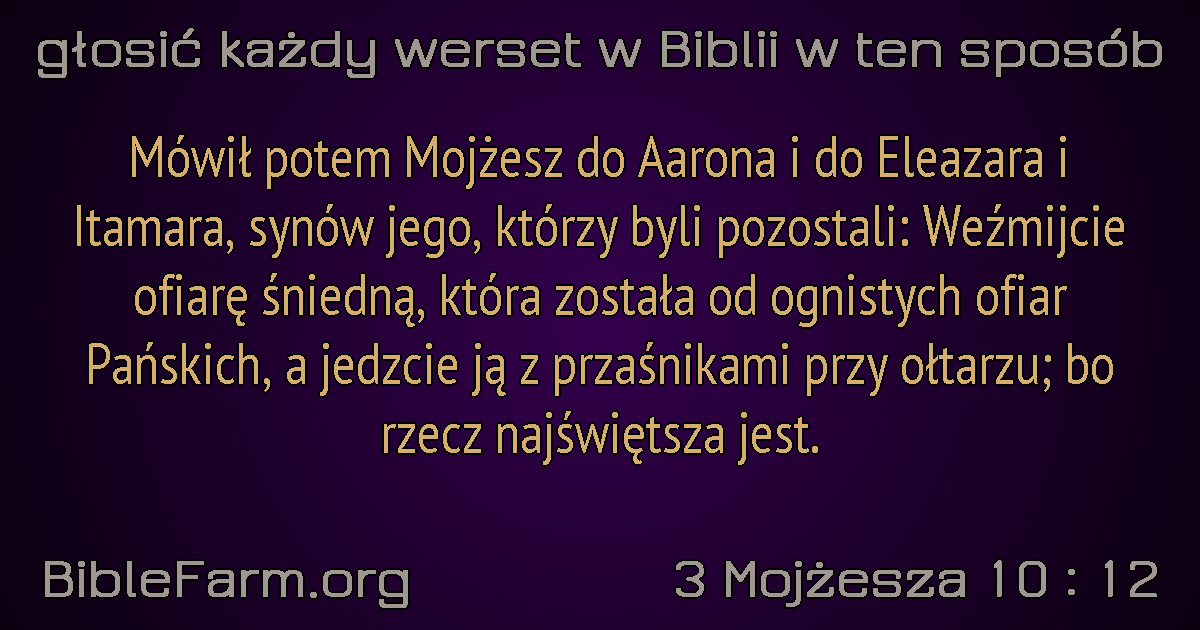 głosić każdy werset w Biblii w ten sposób
Mówił potem Mojżesz do Aarona i do Eleazara i
Itamara, synów jego, którzy byli pozostali: Weźmijcie
ofiarę śniedną, która została od ognistych ofiar
Pańskich, a jedzcie ją z przaśnikami przy ołtarzu; bo
rzecz najświętsza jest.
BibleFarm.org
3 Mojżesza 10 : 12